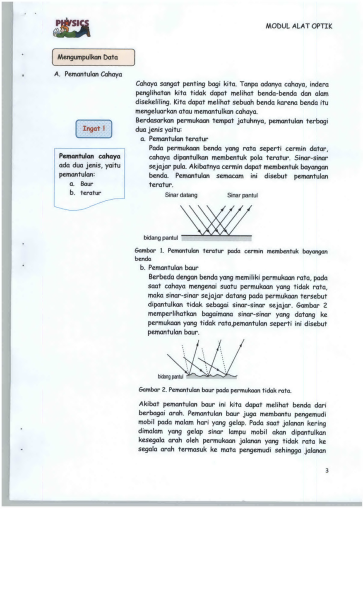 PHYSICS
MODUL ALAT OPTIK
Mengumpulkan Data
A. Pemantulan Cahaya
Cahaya sangat penting bagi kita. Tanpa adanya cahaya, indera
penglihatan kita tidak dapat melihat benda-benda dan alam
disekeliling. Kita dapat melihat sebuah benda karena benda itu
mengeluarkan atau memantulkan cahaya.
Berdasarkan permukaan tempat jatuhnya, pemantulan terbagi
dua jenis yaitu:
a. Pemantulan teratur
Pada permukaan benda yang rata seperti cermin datar,
cahaya dipantulkan membentuk pola teratur. Sinar-sinar
sejajar pula. Akibatnya cermin dapat membentuk bayangan
benda. Pemantulan semacam ini disebut pemantulan
teratur.
Ingat !
Pemantulan cahaya
ada dua jenis, yaitu
pemantulan:
a. Baur
b. teratur
Sinar datang
Sinar pantul
bidang pantul
Gambar 1. Pemantulan teratur pada cermin membentuk bayangan
benda
b. Pemantulan baur
Berbeda dengan benda yang memiliki permukaan rata, pada
saat cahaya mengenai suatu permukaan yang tidak rata,
maka sinar-sinar sejajar datang pada permukaan tersebut
dipantulkan tidak sebagai sinar-sinar sejajar. Gambar 2
memperlihatkan bagaimana sinar-sinar yang datang ke
permukaan yang tidak rata,pemantulan seperti ini disebut
pemantulan baur.
bidang pantul
Gambar 2. Pemantulan baur pada permukaan tidak rata.
Akibat pemantulan baur ini kita dapat melihat benda dari
berbagai arah. Pemantulan baur juga membantu pengemudi
mobil pada malam hari yang gelap. Pada saat jalanan kering
dimalam yang gelap sinar lampu mobil akan dipantulkan
kesegala arah oleh permukaan jalanan yang tidak rata ke
segala arah termasuk ke mata pengemudi sehingga jalanan
3